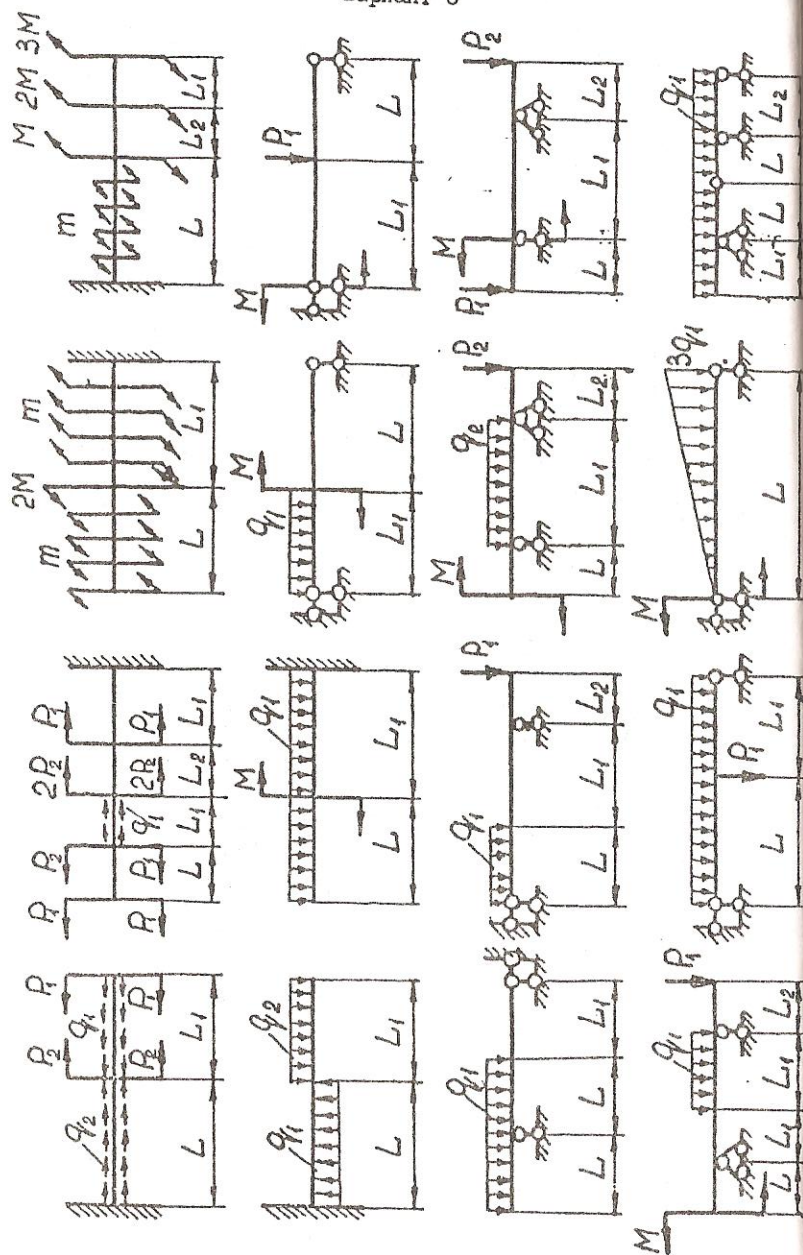 Вариант
P₂ P₁
q₂ q₁
P₂ P₁
L L₁
P₁ P₂ 2P₂ P₁
q₁
P₁ P₁ 2P₂ P₁
L L₁ L₂ L₁
2M
m m
L L₁
M 2M 3M
m
L L₂ L₁
q₁ q₂
L L₁
M q₁
L L₁
q₁ M
L₁ L
M P₁
L₁ L
q₁
L L L₁
q₁ P₁
L L₁ L₂
M q₂ P₂
L L₁ L₂
P₁ M P₂
L L₁ L₂
M q₁ P₁
L L₁ L₁ L₂
q₁
P₁
L L₁
M 3q₁
L
q₁
L₁ L L L₂